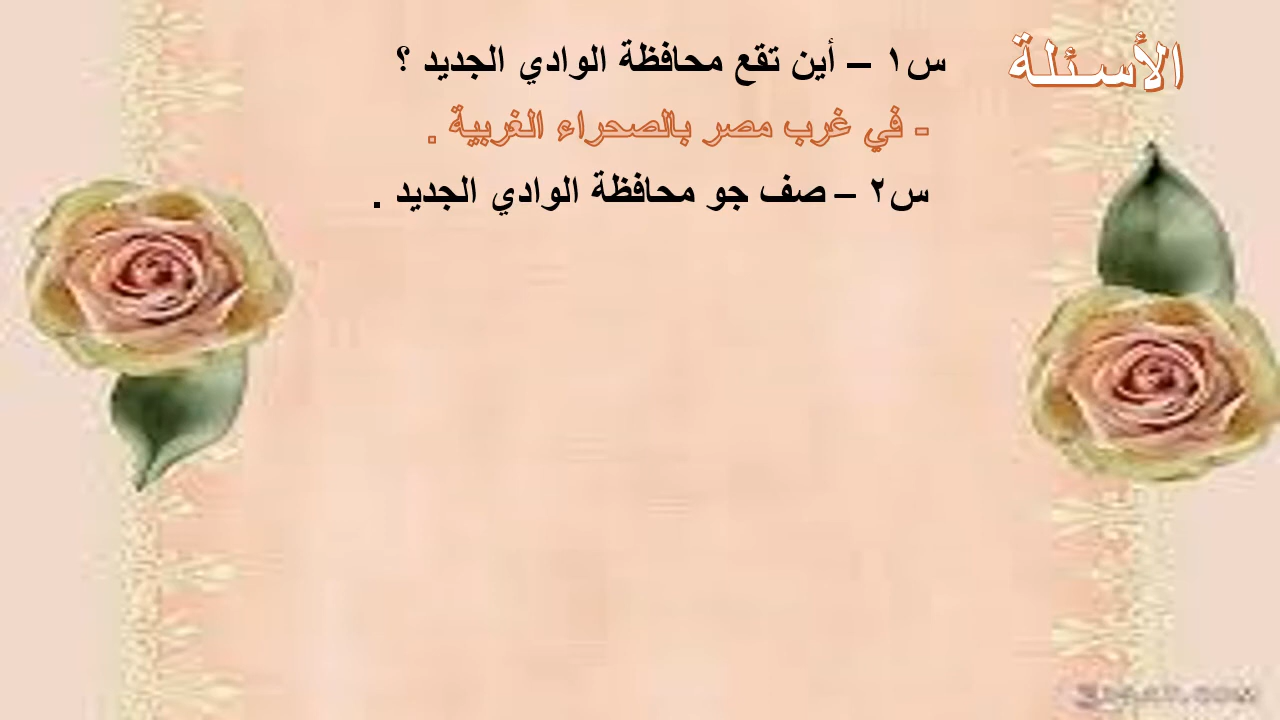 الأسئلة
س١ – أين تقع محافظة الوادي الجديد ؟
- في غرب مصر بالصحراء الغربية .
س٢ – صف جو محافظة الوادي الجديد .